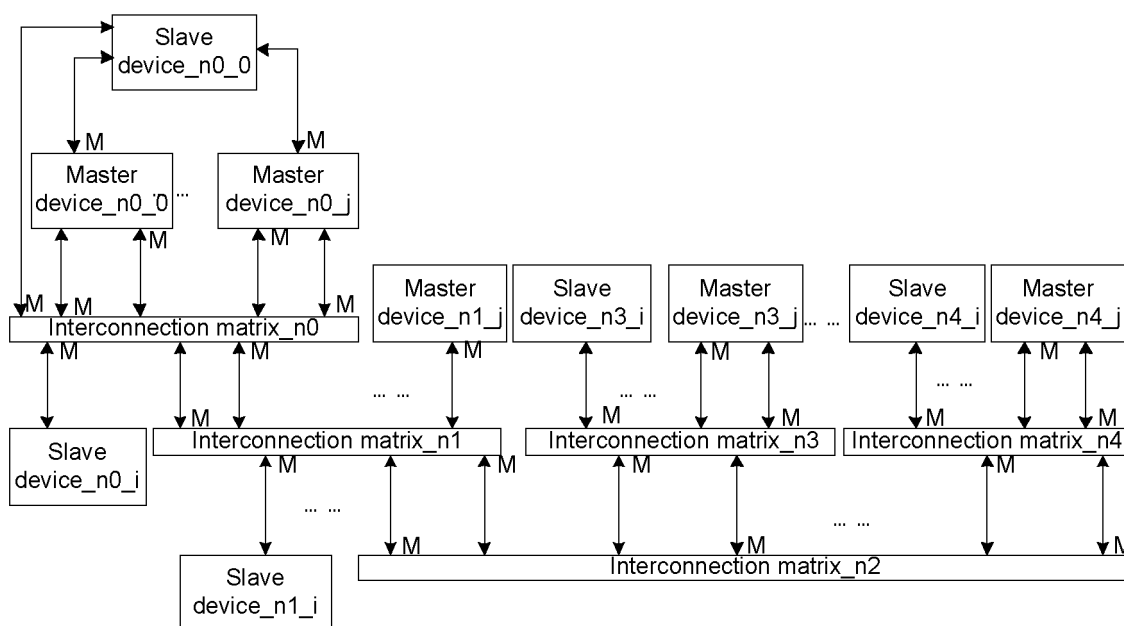 Slave
device_n0_0
M
M
Master
device_n0_0
... ...
Master
device_n0_j
M
M
M
M
M
Interconnection matrix_n0
M
M
Master
device_n1_j
Slave
device_n3_i
Master
device_n3_j
... ...
Slave
device_n4_i
Master
device_n4_j
M
M
M
... ...
... ...
... ...
M
M
M
M
M
Interconnection matrix_n1
Interconnection matrix_n3
Interconnection matrix_n4
Slave
device_n0_i
M
M
M
M
... ...
... ...
M
M
M
Slave
device_n1_i
Interconnection matrix_n2